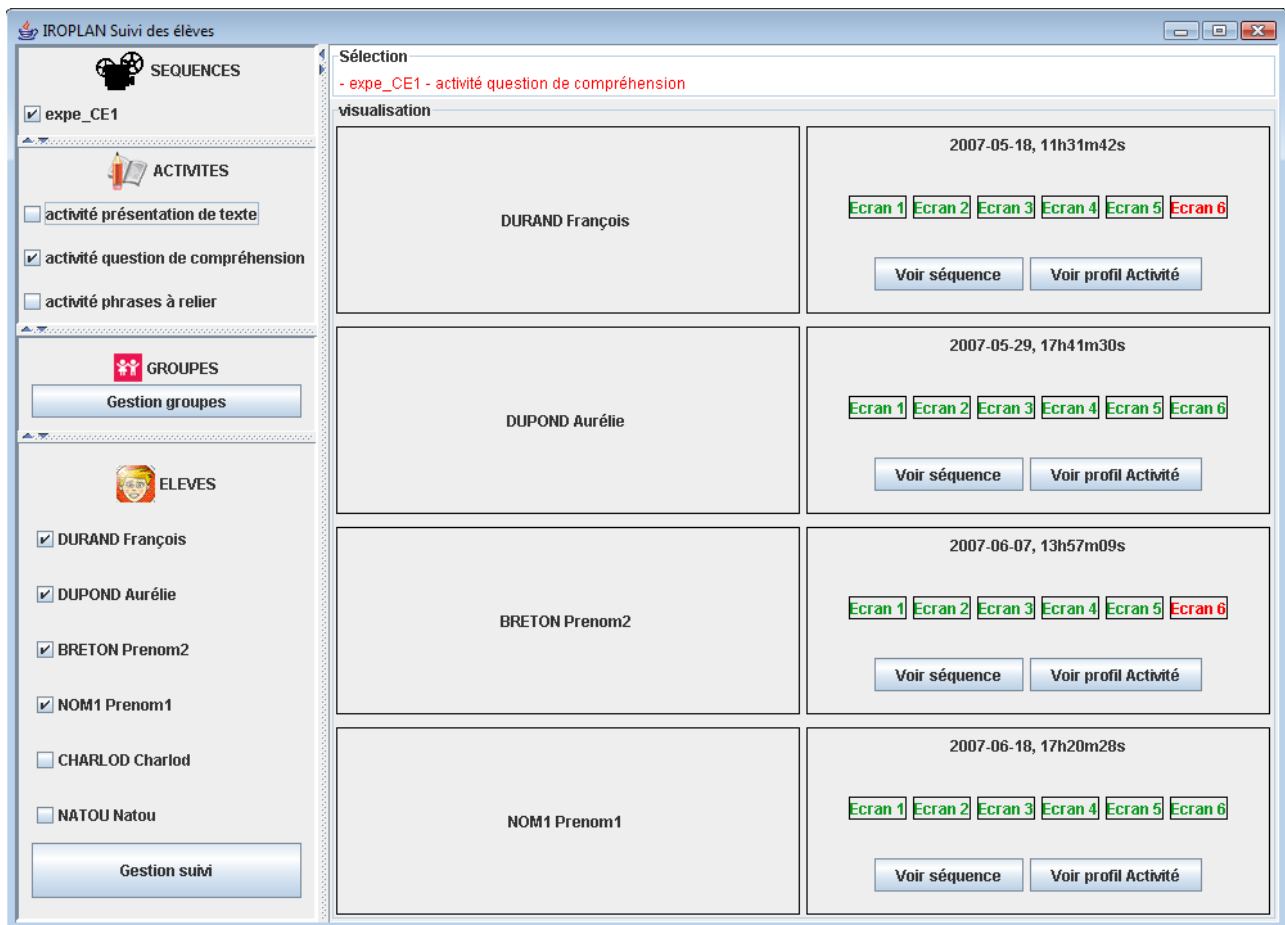 IROPLAN Suivi des élèves
SEQUENCES
expe_CE1
ACTIVITES
activité présentation de texte
activité question de compréhension
activité phrases à relier
GROUPES
Gestion groupes
ELEVES
DURAND François
DUPOND Aurélie
BRETON Prenom2
NOM1 Prenom1
CHARLOD Charlod
NATOU Natou
Gestion suivi
Sélection
- expe_CE1 - activité question de compréhension
visualisation
DURAND François
2007-05-18, 11h31m42s
Ecran 1 Ecran 2 Ecran 3 Ecran 4 Ecran 5 Ecran 6
Voir séquence Voir profil Activité
DUPOND Aurélie
2007-05-29, 17h41m30s
Ecran 1 Ecran 2 Ecran 3 Ecran 4 Ecran 5 Ecran 6
Voir séquence Voir profil Activité
BRETON Prenom2
2007-06-07, 13h57m09s
Ecran 1 Ecran 2 Ecran 3 Ecran 4 Ecran 5 Ecran 6
Voir séquence Voir profil Activité
NOM1 Prenom1
2007-06-18, 17h20m28s
Ecran 1 Ecran 2 Ecran 3 Ecran 4 Ecran 5 Ecran 6
Voir séquence Voir profil Activité